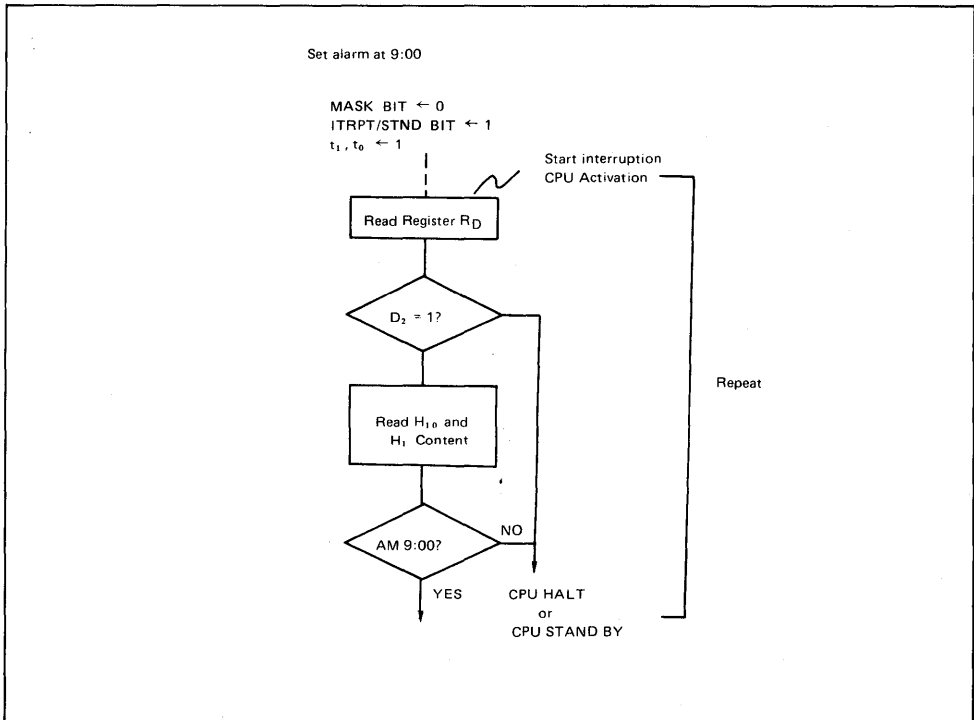 Set alarm at 9:00
MASK BIT ← 0
ITRPT/STND BIT ← 1
t₁, t₀ ← 1
Start interruption
CPU Activation
Read Register R_D
D₂ = 1?
Repeat
Read H₁₀ and
H₁ Content
AM 9:00?
NO
YES
CPU HALT
or
CPU STAND BY